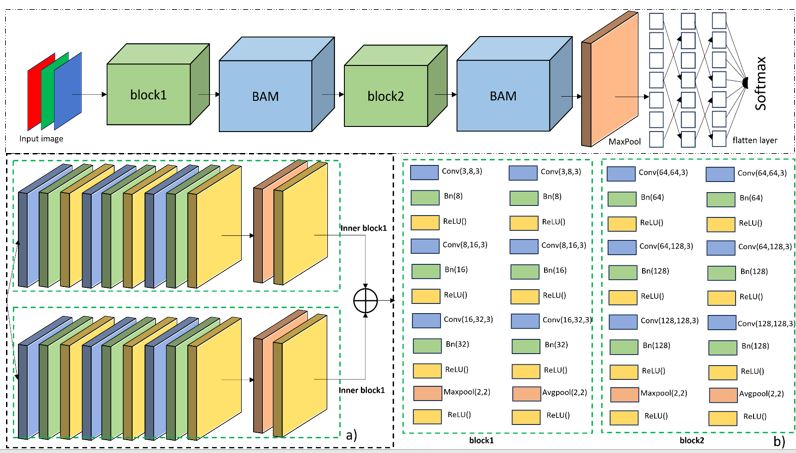 Input image
block1
BAM
block2
BAM
MaxPool
flatten layer
Softmax
Inner block1
Inner block1
a)
Conv(3,8,3) Conv(3,8,3)
Bn(8) Bn(8)
ReLU() ReLU()
Conv(8,16,3) Conv(8,16,3)
Bn(16) Bn(16)
ReLU() ReLU()
Conv(16,32,3) Conv(16,32,3)
Bn(32) Bn(32)
ReLU() ReLU()
Maxpool(2,2) Avgpool(2,2)
ReLU() ReLU()
block1
Conv(64,64,3) Conv(64,64,3)
Bn(64) Bn(64)
ReLU() ReLU()
Conv(64,128,3) Conv(64,128,3)
Bn(128) Bn(128)
ReLU() ReLU()
Conv(128,128,3) Conv(128,128,3)
Bn(128) Bn(128)
ReLU() ReLU()
Maxpool(2,2) Avgpool(2,2)
ReLU() ReLU()
block2
b)